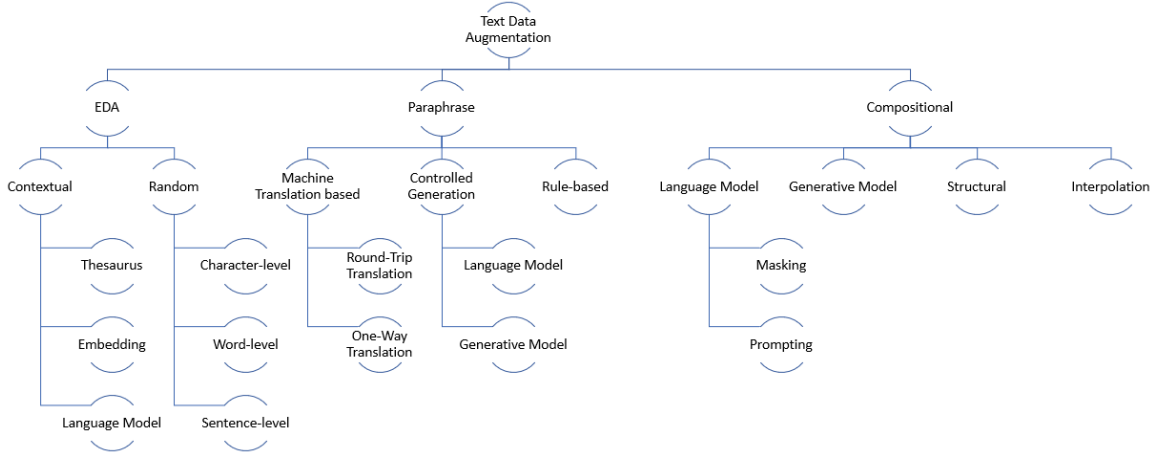 Text Data
Augmentation
EDA
Paraphrase
Compositional
Contextual
Random
Machine
Translation based
Controlled
Generation
Rule-based
Language Model
Generative Model
Structural
Interpolation
Thesaurus
Character-level
Round-Trip
Translation
Language Model
Masking
Embedding
Word-level
One-Way
Translation
Generative Model
Prompting
Language Model
Sentence-level